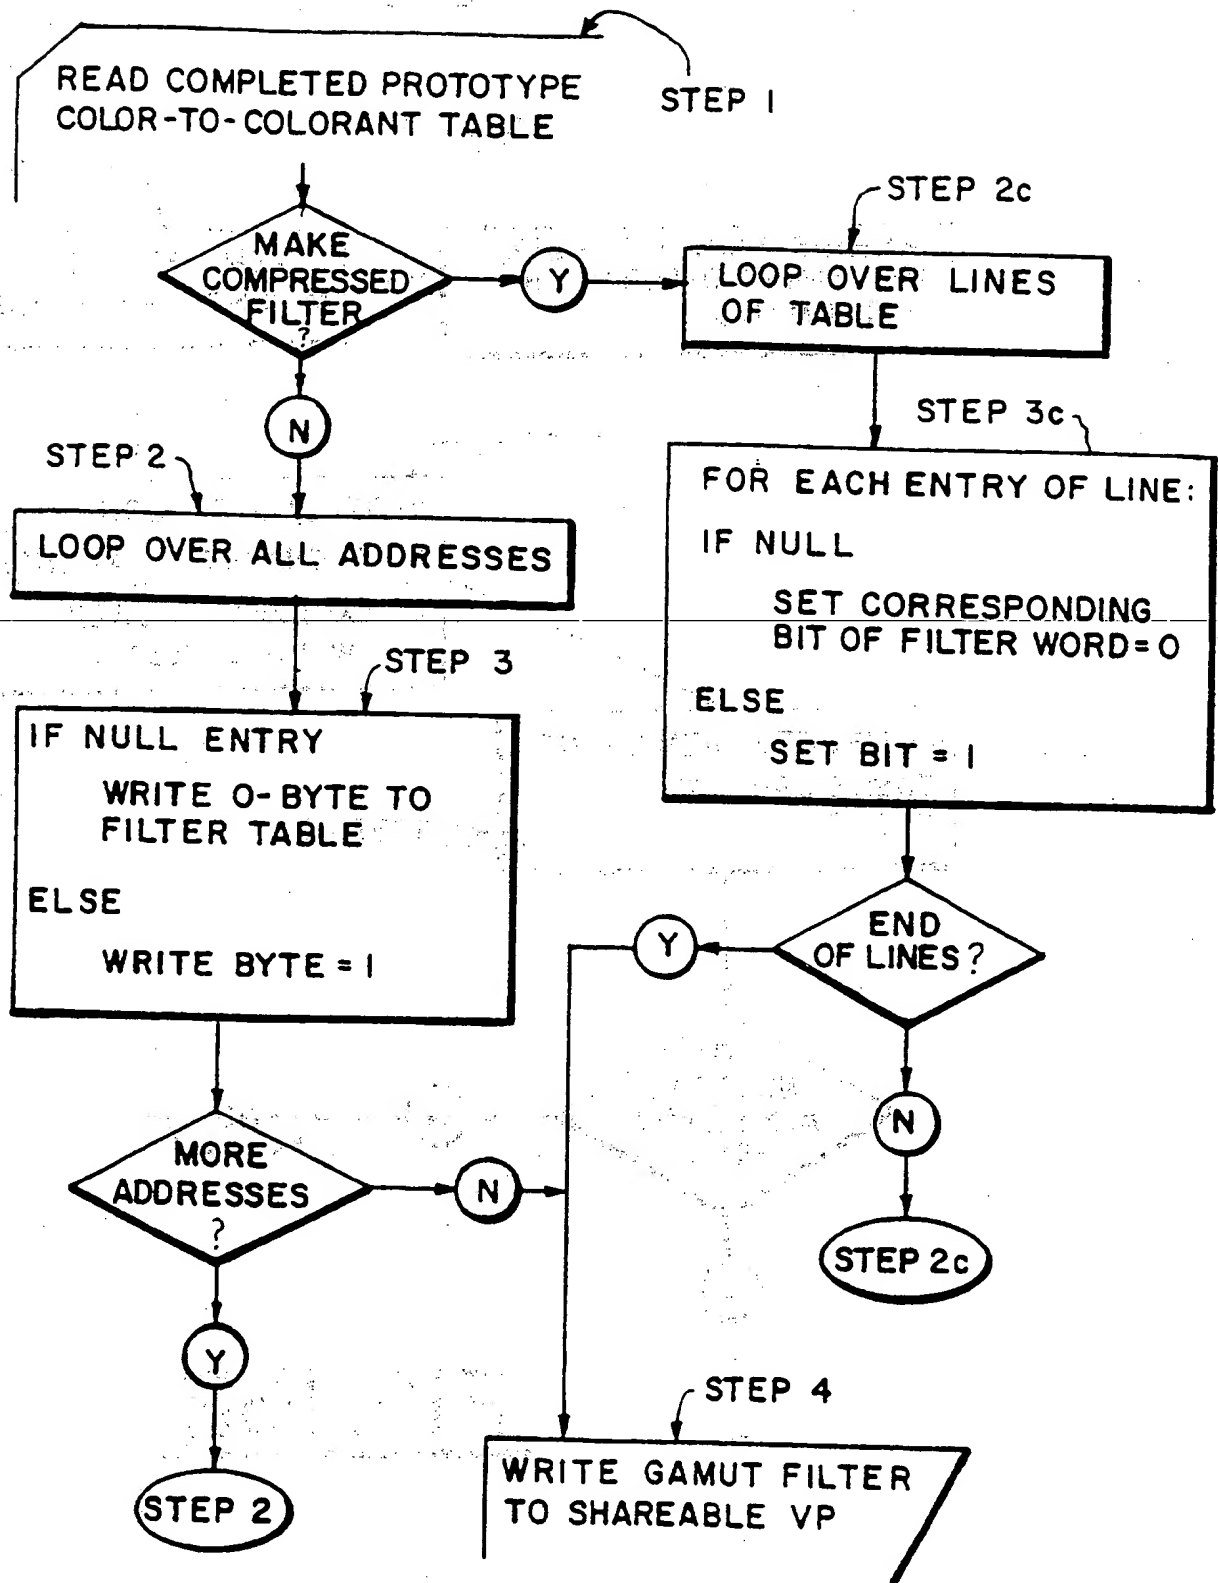 STEP 1
READ COMPLETED PROTOTYPE
COLOR-TO-COLORANT TABLE
MAKE
COMPRESSED
FILTER
?
Y
STEP 2c
LOOP OVER LINES
OF TABLE
N
STEP 2
LOOP OVER ALL ADDRESSES
STEP 3c
FOR EACH ENTRY OF LINE:
IF NULL
SET CORRESPONDING
BIT OF FILTER WORD=0
ELSE
SET BIT = 1
STEP 3
IF NULL ENTRY
WRITE 0-BYTE TO
FILTER TABLE
ELSE
WRITE BYTE = 1
END
OF LINES?
Y
N
STEP 2c
MORE
ADDRESSES
?
N
Y
STEP 2
STEP 4
WRITE GAMUT FILTER
TO SHAREABLE VP